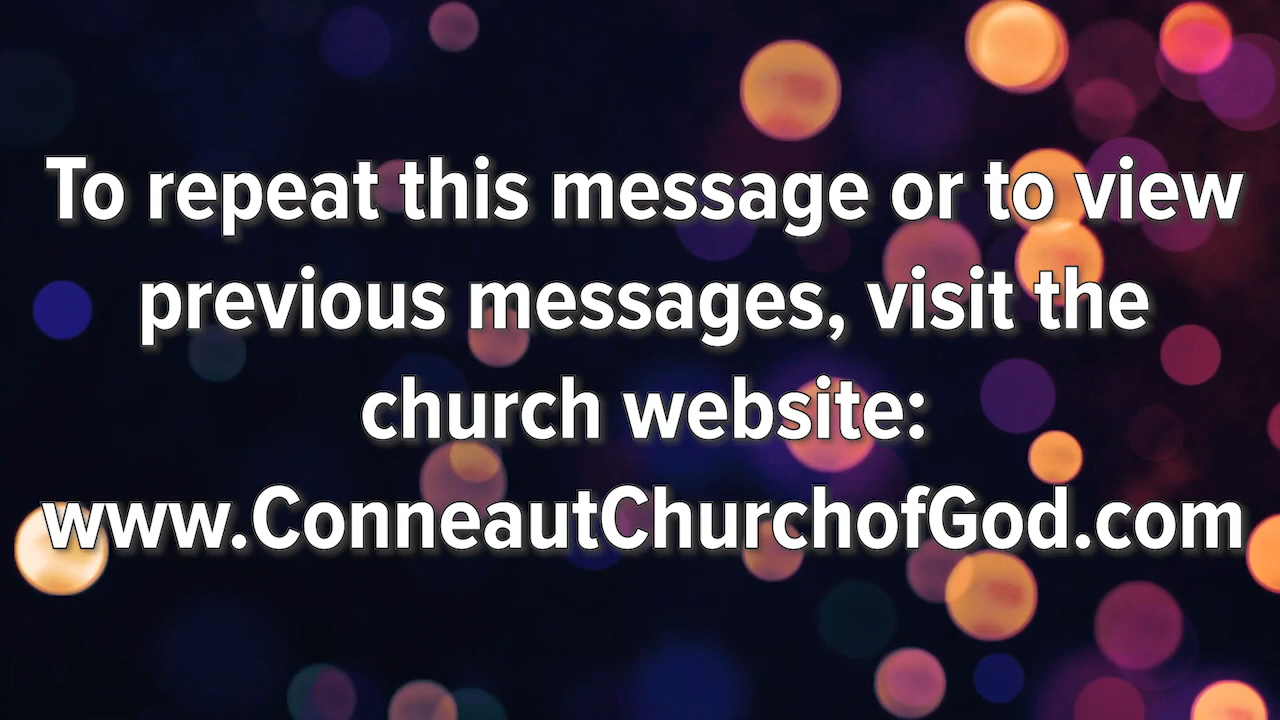 To repeat this message or to view
previous messages, visit the
church website:
www.ConneautChurchofGod.com